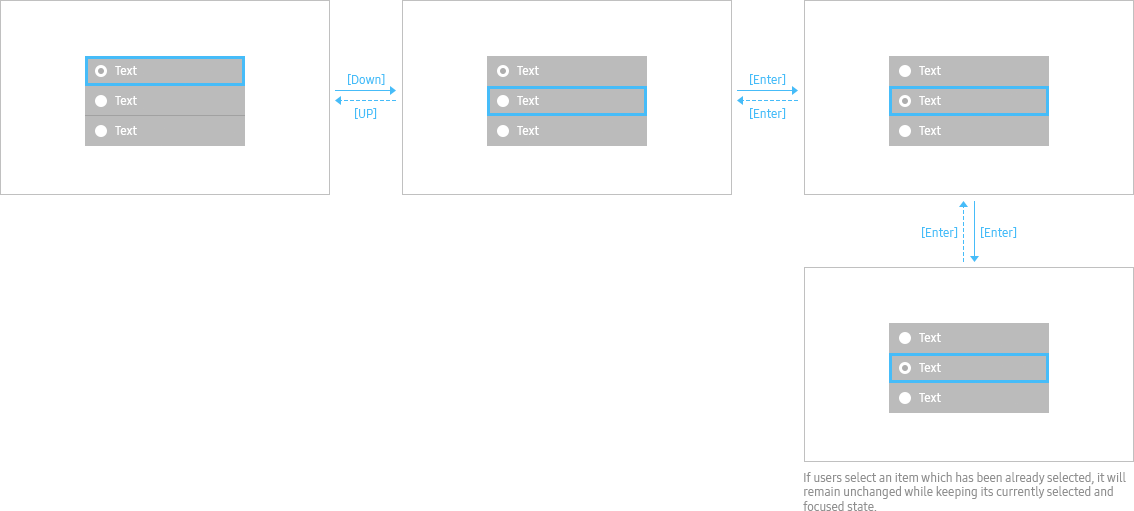 Text
Text
Text
[Down]
[UP]
Text
Text
Text
[Enter]
[Enter]
Text
Text
Text
[Enter]
[Enter]
Text
Text
Text
If users select an item which has been already selected, it will
remain unchanged while keeping its currently selected and
focused state.